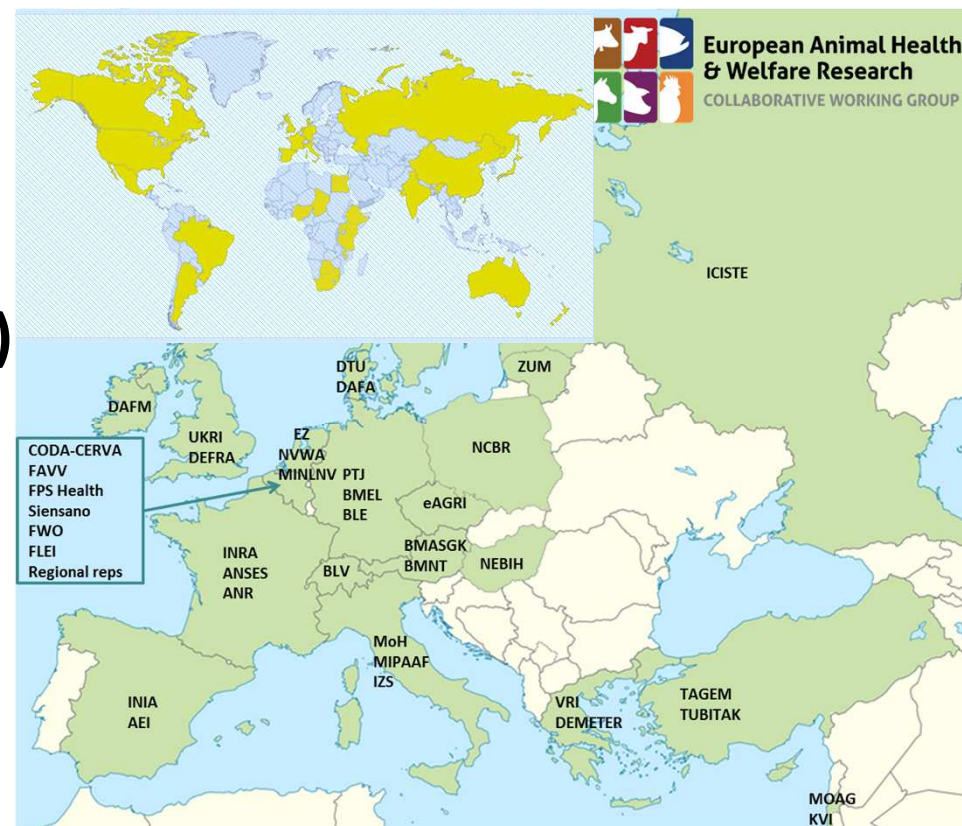 European Animal Health
& Welfare Research
COLLABORATIVE WORKING GROUP
)
ICISTE
DTU
DAFA
ZUM
DAFM
UKRI
DEFRA
EZ
NVWA
MINLNV
PTJ
BMEL
BLE
NCBR
eAGRI
CODA-CERVA
FAVV
FPS Health
Siensano
FWO
FLEI
Regional reps
INRA
ANSES
ANR
BLV
BMASGK
BMNT
NEBIH
MoH
MIPAAF
IZS
INIA
AEI
VRI
DEMETER
TAGEM
TUBITAK
MOAG
KVI